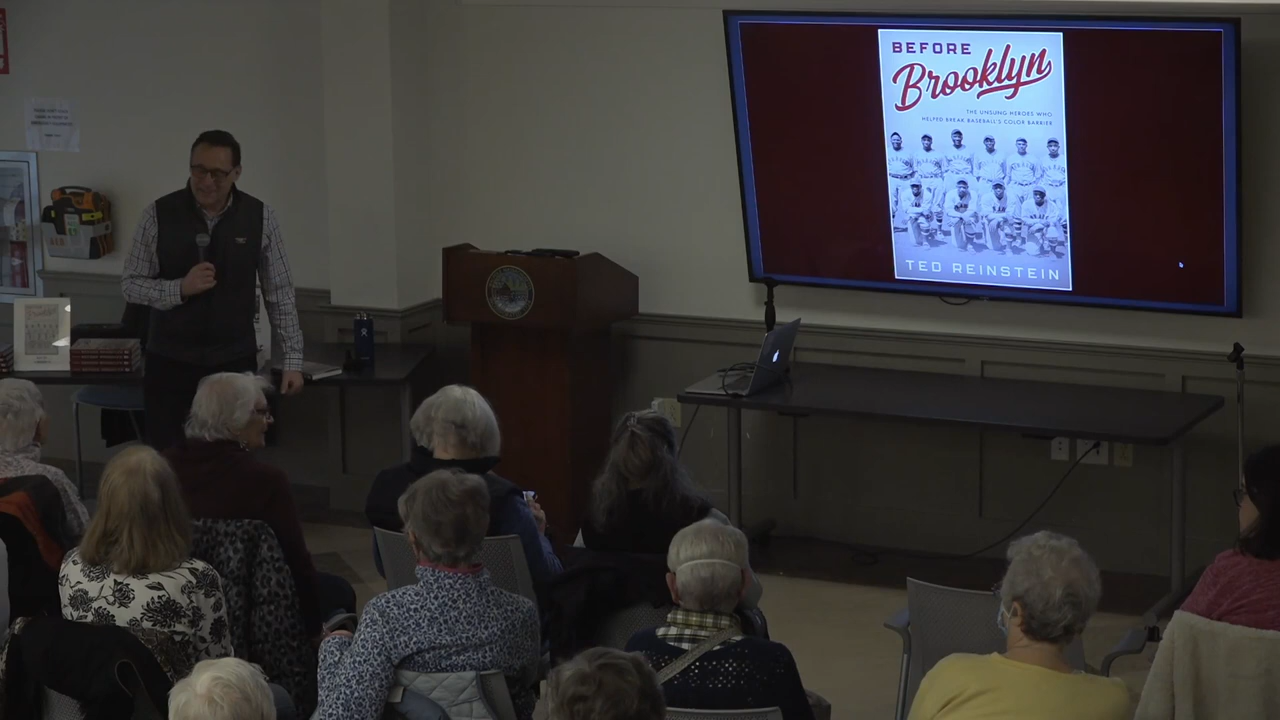 BEFORE
Brooklyn
THE UNSUNG HEROES WHO
HELPED BREAK BASEBALL'S COLOR BARRIER
TED REINSTEIN